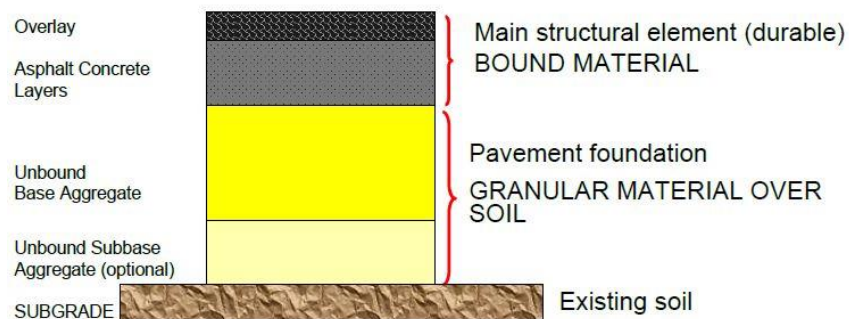 Overlay
Asphalt Concrete
Layers
Unbound
Base Aggregate
Unbound Subbase
Aggregate (optional)
SUBGRADE
Main structural element (durable)
BOUND MATERIAL
Pavement foundation
GRANULAR MATERIAL OVER
SOIL
Existing soil